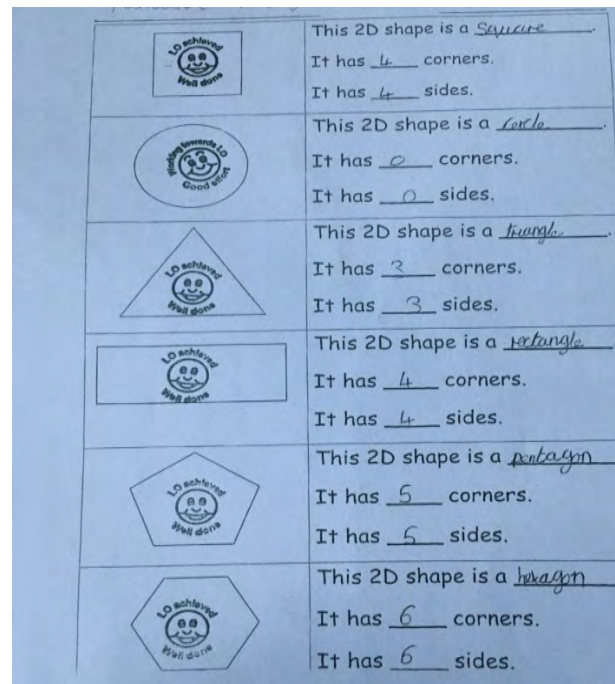 LO achieved
Well done
This 2D shape is a Square.
It has 4 corners.
It has 4 sides.
Working towards LO
Good effort
This 2D shape is a circle.
It has 0 corners.
It has 0 sides.
LO achieved
Well done
This 2D shape is a triangle.
It has 3 corners.
It has 3 sides.
LO achieved
Well done
This 2D shape is a rectangle.
It has 4 corners.
It has 4 sides.
LO achieved
Well done
This 2D shape is a pentagon
It has 5 corners.
It has 5 sides.
LO achieved
Well done
This 2D shape is a hexagon
It has 6 corners.
It has 6 sides.